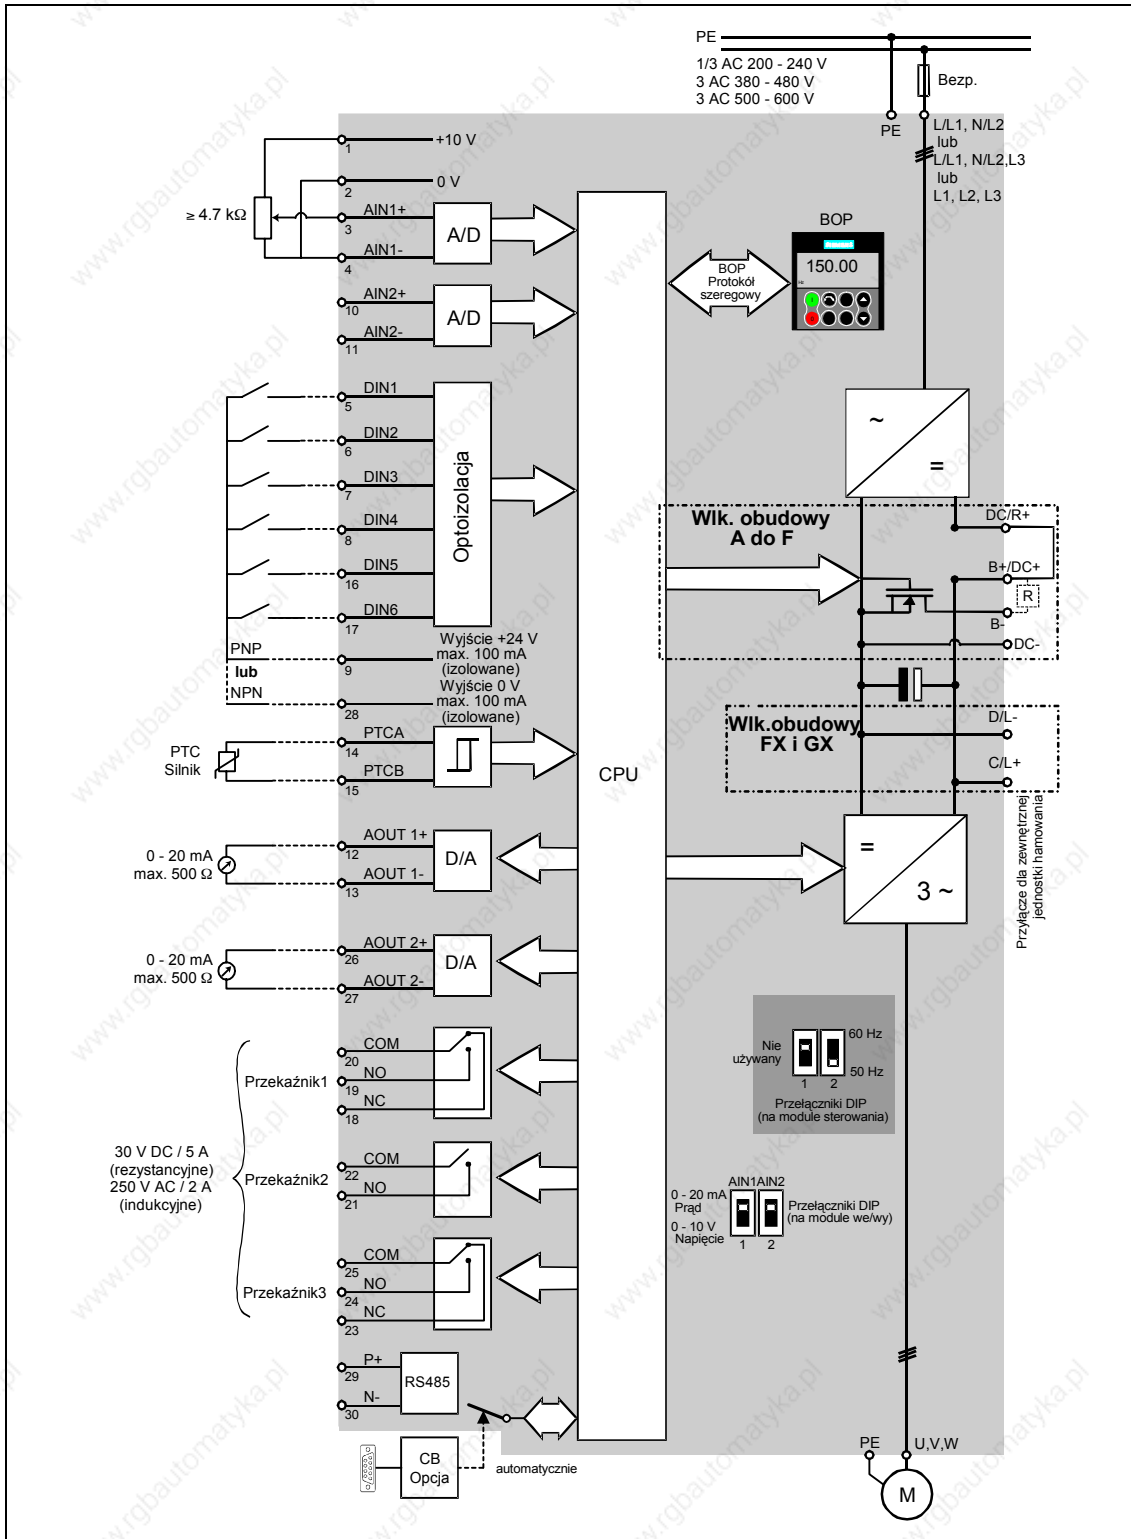 PE
1/3 AC 200 - 240 V
3 AC 380 - 480 V
3 AC 500 - 600 V
Bezp.
PE
L/L1, N/L2
lub
L/L1, N/L2,L3
lub
L1, L2, L3
1
+10 V
2
0 V
≥ 4.7 kΩ
AIN1+
3
AIN1-
4
A/D
AIN2+
10
AIN2-
11
A/D
BOP
150.00
Hz
BOP
Protokół
szeregowy
DIN1
5
DIN2
6
DIN3
7
DIN4
8
DIN5
16
DIN6
17
Optoizolacja
~
=
Wlk. obudowy
A do F
DC/R+
B+/DC+
R
B-
DC-
PNP
lub
NPN
9
Wyjście +24 V
max. 100 mA
(izolowane)
28
Wyjście 0 V
max. 100 mA
(izolowane)
Wlk.obudowy
FX i GX
D/L-
C/L+
Przyłącze dla zewnętrznej
jednostki hamowania
PTC
Silnik
PTCA
14
PTCB
15
CPU
0 - 20 mA
max. 500 Ω
AOUT 1+
12
AOUT 1-
13
D/A
=
3 ~
0 - 20 mA
max. 500 Ω
AOUT 2+
26
AOUT 2-
27
D/A
Nie
używany
60 Hz
50 Hz
1 2
Przełączniki DIP
(na module sterowania)
30 V DC / 5 A
(rezystancyjne)
250 V AC / 2 A
(indukcyjne)
Przekaźnik1
COM
20
NO
19
NC
18
Przekaźnik2
COM
22
NO
21
Przekaźnik3
COM
25
NO
24
NC
23
AIN1AIN2
0 - 20 mA
Prąd
0 - 10 V
Napięcie
1 2
Przełączniki DIP
(na module we/wy)
P+
29
N-
30
RS485
CB
Opcja
automatycznie
PE
U,V,W
M
www.rgbautomatyka.pl